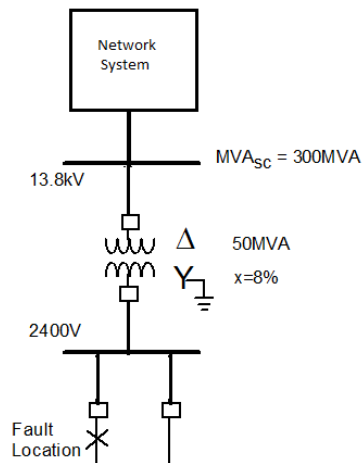 Network
System
MVASC = 300MVA
13.8kV
Δ 50MVA
Y x=8%
2400V
Fault
Location